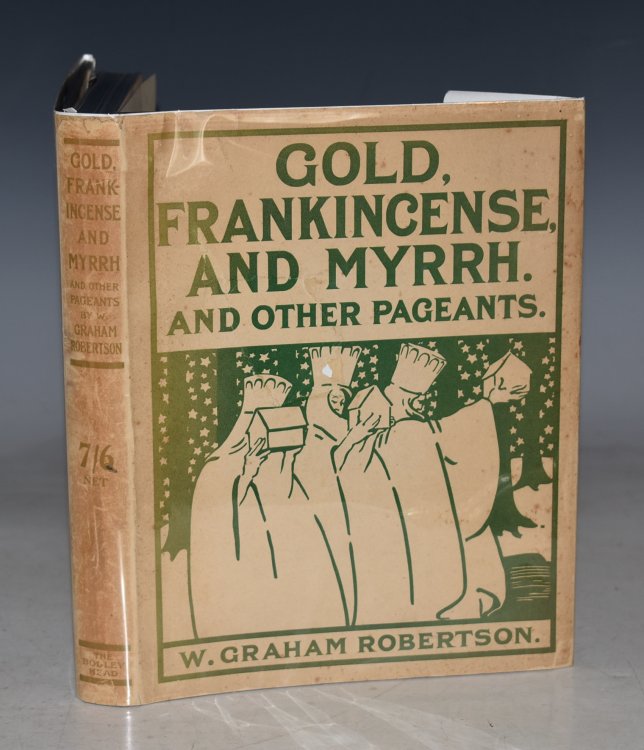 GOLD,
FRANK-
INCENSE
AND
MYRRH
AND OTHER
PAGEANTS
BY W.
GRAHAM
ROBERTSON
7/6
NET
THE
BODLEY
HEAD
GOLD,
FRANKINCENSE,
AND MYRRH.
AND OTHER PAGEANTS.
W. GRAHAM ROBERTSON.